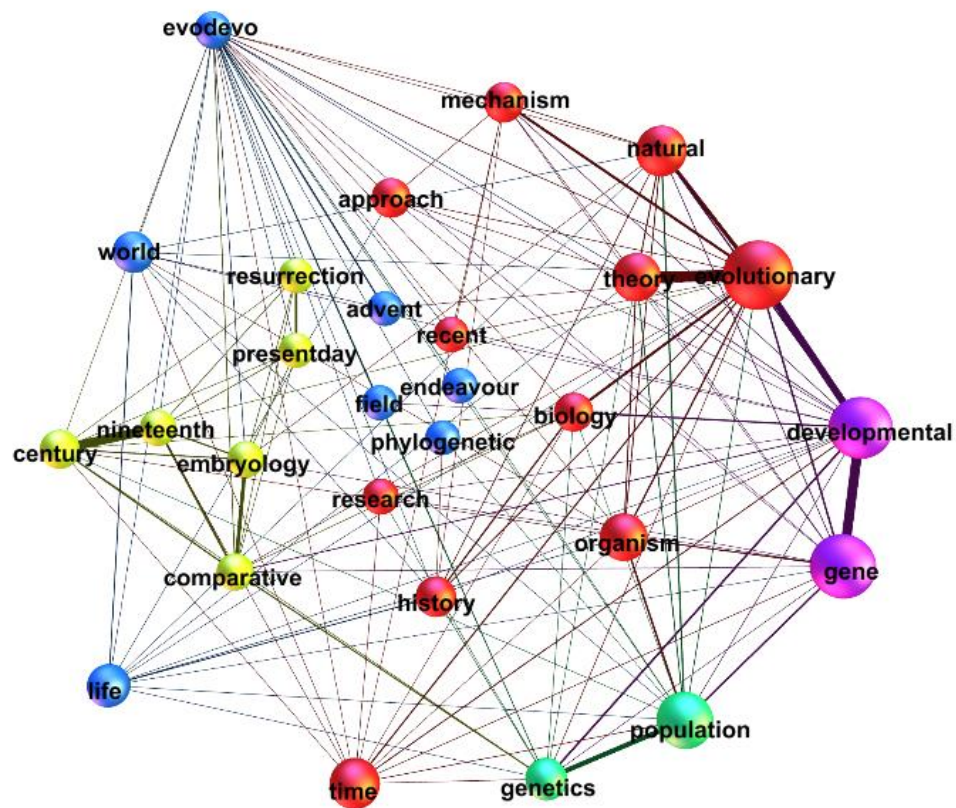 evodevo
mechanism
natural
approach
world
resurrection
theory
evolutionary
advent
recent
presentday
endeavour
field
biology
nineteenth
developmental
century
phylogenetic
embryology
research
organism
comparative
gene
history
life
population
time
genetics